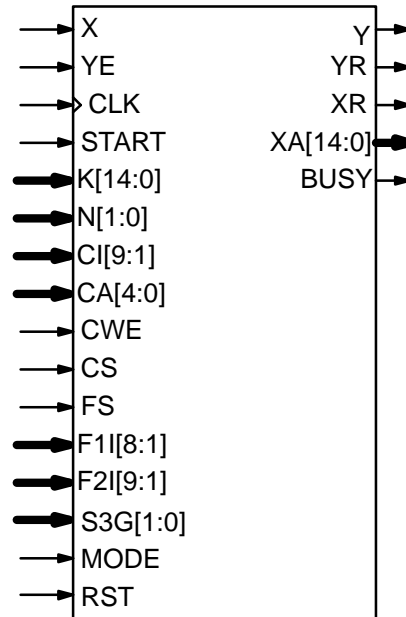 X
YE
CLK
START
K[14:0]
N[1:0]
CI[9:1]
CA[4:0]
CWE
CS
FS
F1I[8:1]
F2I[9:1]
S3G[1:0]
MODE
RST
Y
YR
XR
XA[14:0]
BUSY